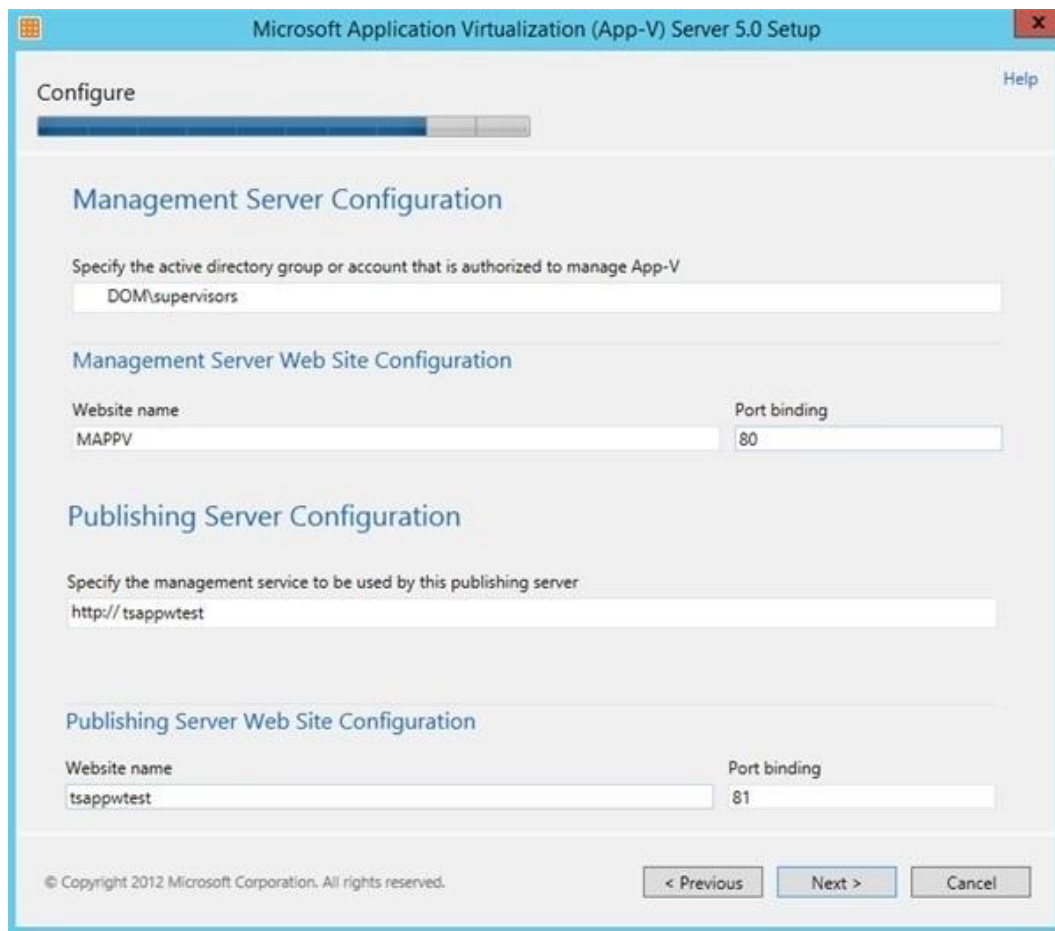 Microsoft Application Virtualization (App-V) Server 5.0 Setup
x
Help
Configure
Management Server Configuration
Specify the active directory group or account that is authorized to manage App-V
DOM\supervisors
Management Server Web Site Configuration
Website name Port binding
MAPPV 80
Publishing Server Configuration
Specify the management service to be used by this publishing server
http:// tsappwtest
Publishing Server Web Site Configuration
Website name Port binding
tsappwtest 81
© Copyright 2012 Microsoft Corporation. All rights reserved. < Previous Next > Cancel